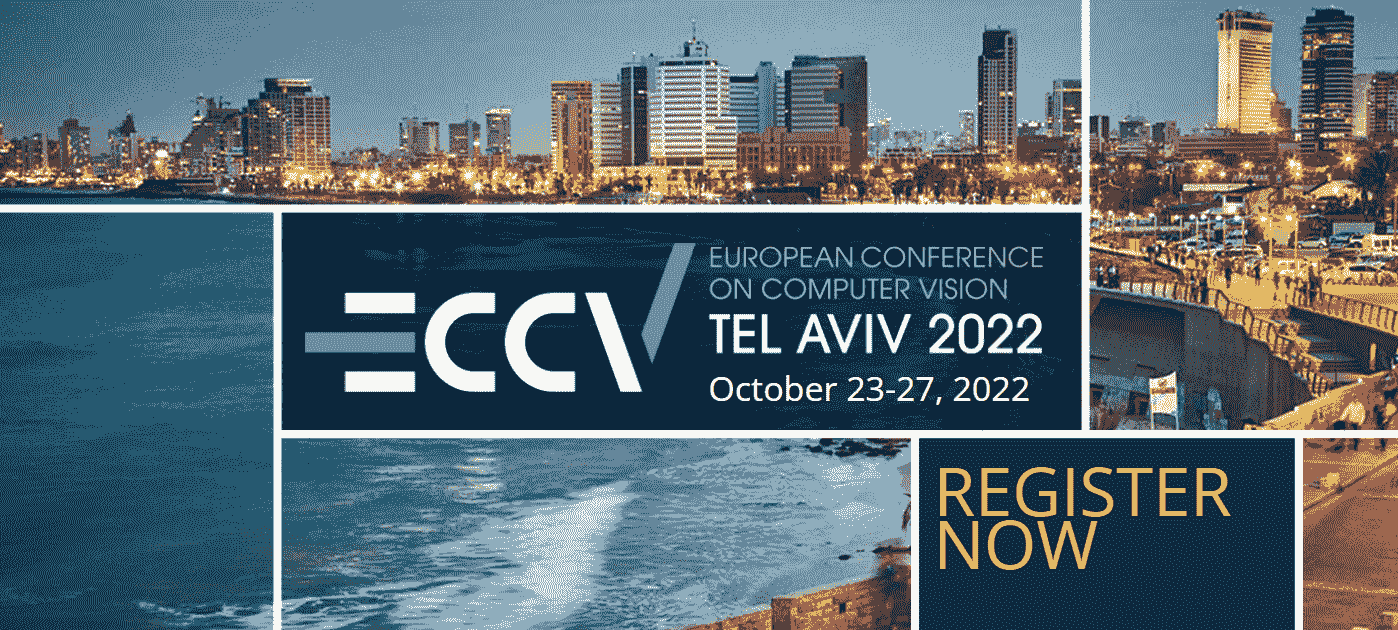 ECCV
EUROPEAN CONFERENCE
ON COMPUTER VISION
TEL AVIV 2022
October 23-27, 2022
REGISTER
NOW